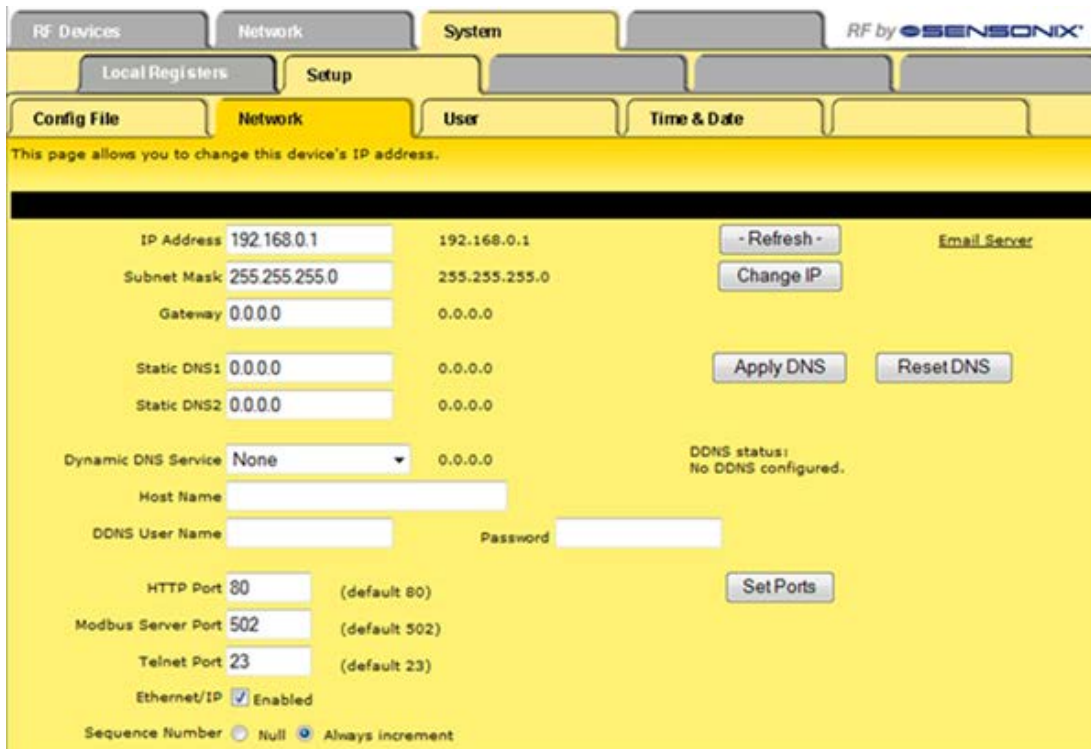 RF Devices Network System RF by SENSONIX
Local Registers Setup
Config File Network User Time & Date
This page allows you to change this device's IP address.
IP Address 192.168.0.1 192.168.0.1 - Refresh - Email Server
Subnet Mask 255.255.255.0 255.255.255.0 Change IP
Gateway 0.0.0.0 0.0.0.0
Static DNS1 0.0.0.0 0.0.0.0 Apply DNS Reset DNS
Static DNS2 0.0.0.0 0.0.0.0
Dynamic DNS Service None 0.0.0.0 DDNS status:
No DDNS configured.
Host Name
DDNS User Name Password
HTTP Port 80 (default 80) Set Ports
Modbus Server Port 502 (default 502)
Telnet Port 23 (default 23)
Ethernet/IP Enabled
Sequence Number Null Always increment